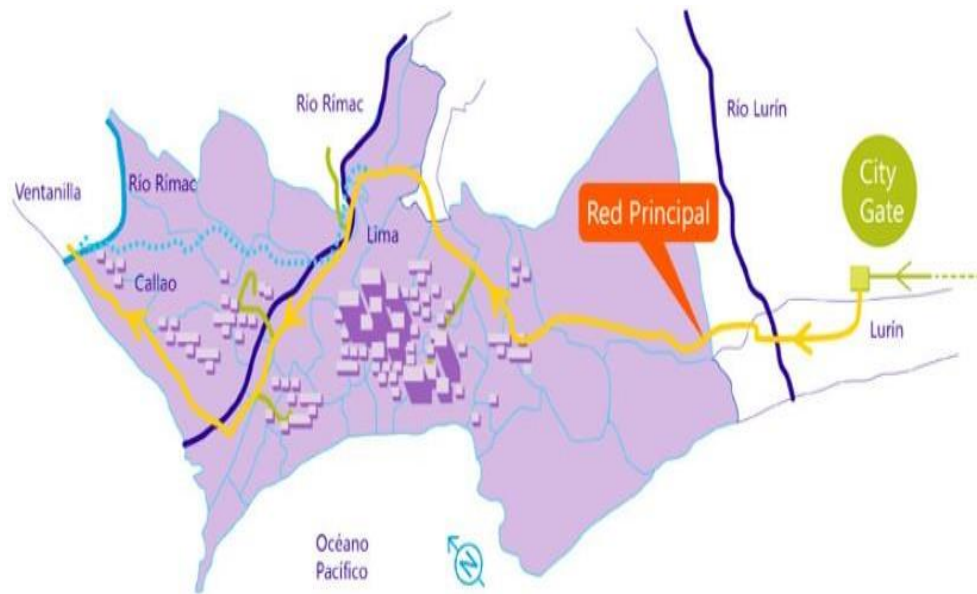 Río Rímac
Río Lurín
City
Gate
Ventanilla
Río Rímac
Red Principal
Lima
Callao
Lurín
Océano
Pacífico
N